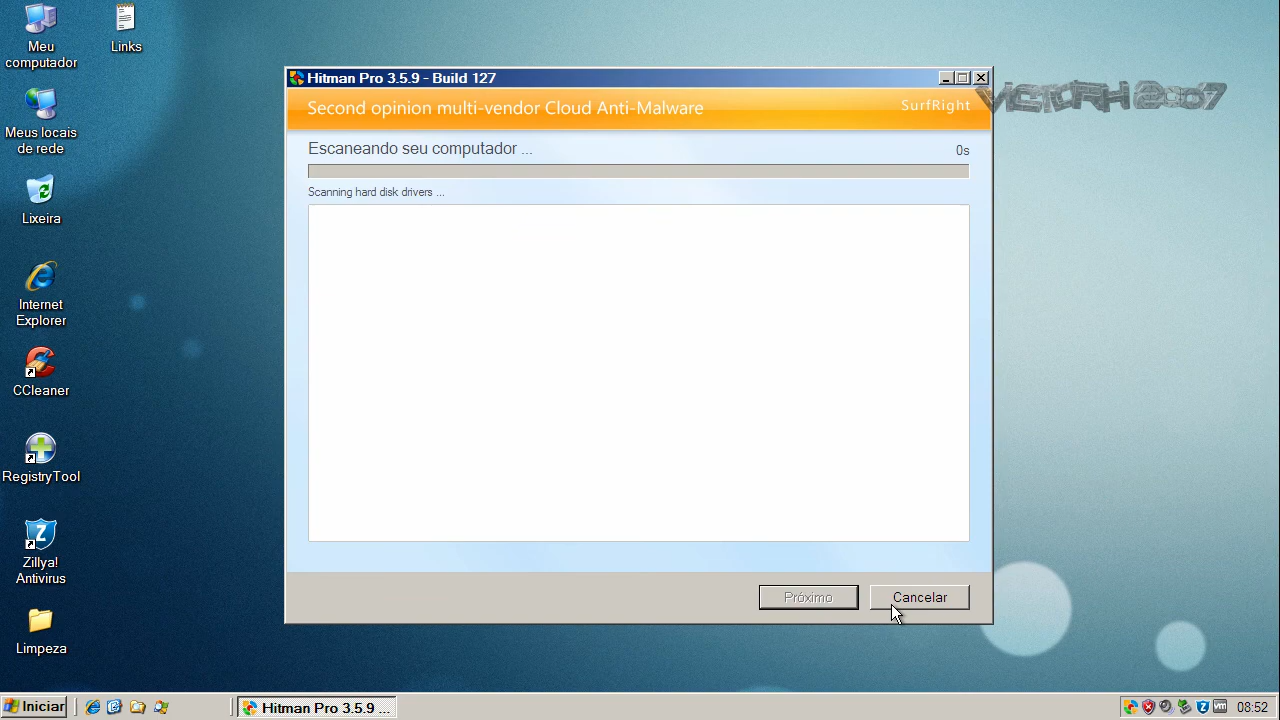 Meu
computador
Links
Meus locais
de rede
Lixeira
Internet
Explorer
CCleaner
RegistryTool
Zillya!
Antivirus
Limpeza
Hitman Pro 3.5.9 - Build 127
Second opinion multi-vendor Cloud Anti-Malware
SurfRight
VICTORH 2007
Escaneando seu computador ...
0s
Scanning hard disk drivers ...
Próximo
Cancelar
Iniciar
Hitman Pro 3.5.9 ...
08:52